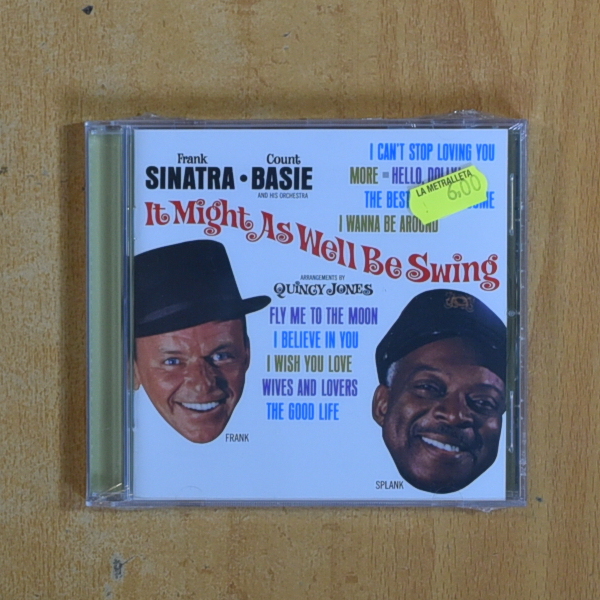 Frank Count
SINATRA • BASIE
AND HIS ORCHESTRA
I CAN'T STOP LOVING YOU
MORE = HELLO,
THE BEST
I WANNA BE AROUND
LA METRALLETA
6,00
It Might As Well Be Swing
ARRANGEMENTS BY
QUINCY JONES
FLY ME TO THE MOON
I BELIEVE IN YOU
I WISH YOU LOVE
WIVES AND LOVERS
THE GOOD LIFE
FRANK
SPLANK